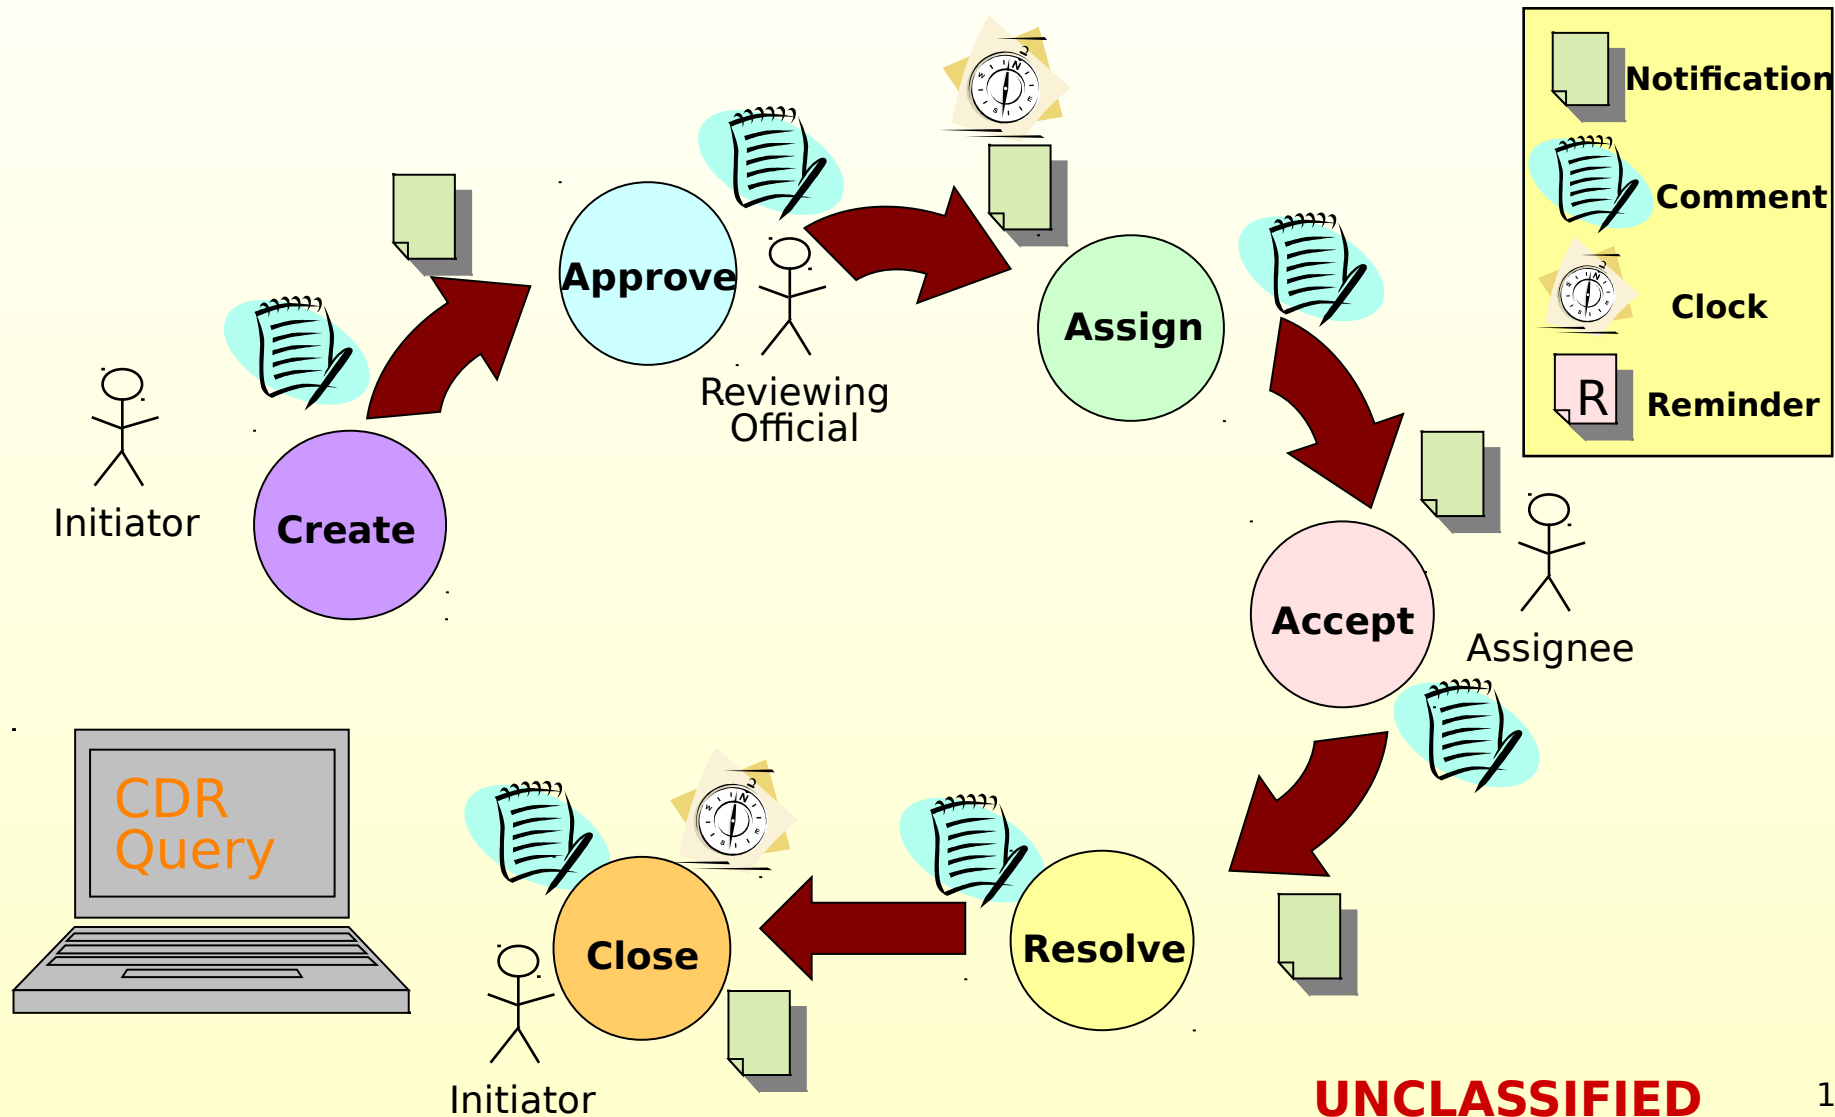 Notification
Comment
Clock
R
Reminder
Approve
Assign
Reviewing
Official
Initiator
Create
Accept
Assignee
CDR
Query
Close
Resolve
Initiator
UNCLASSIFIED
1